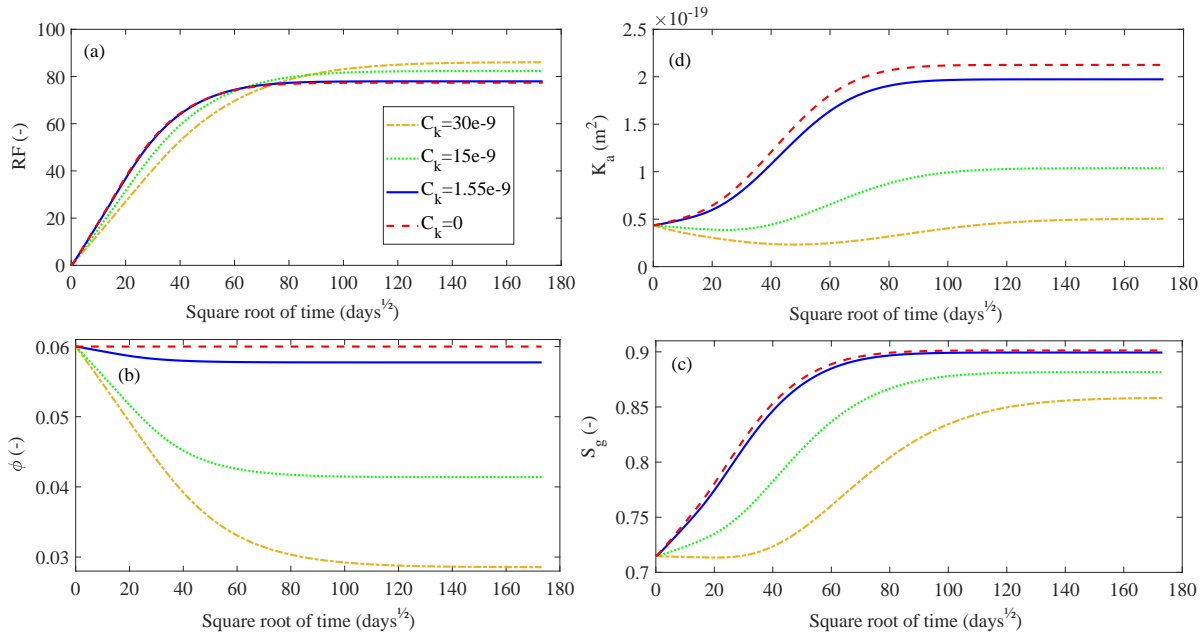 (a)
100
80
60
40
20
0
RF (-)
C_k=30e-9
C_k=15e-9
C_k=1.55e-9
C_k=0
0 20 40 60 80 100 120 140 160 180
Square root of time (days^½)
×10^-19
(d)
2.5
2
1.5
1
0.5
0
K_a (m²)
0 20 40 60 80 100 120 140 160 180
Square root of time (days^½)
(b)
0.06
0.05
0.04
0.03
ϕ (-)
0 20 40 60 80 100 120 140 160 180
Square root of time (days^½)
(c)
0.9
0.85
0.8
0.75
0.7
S_g (-)
0 20 40 60 80 100 120 140 160 180
Square root of time (days^½)